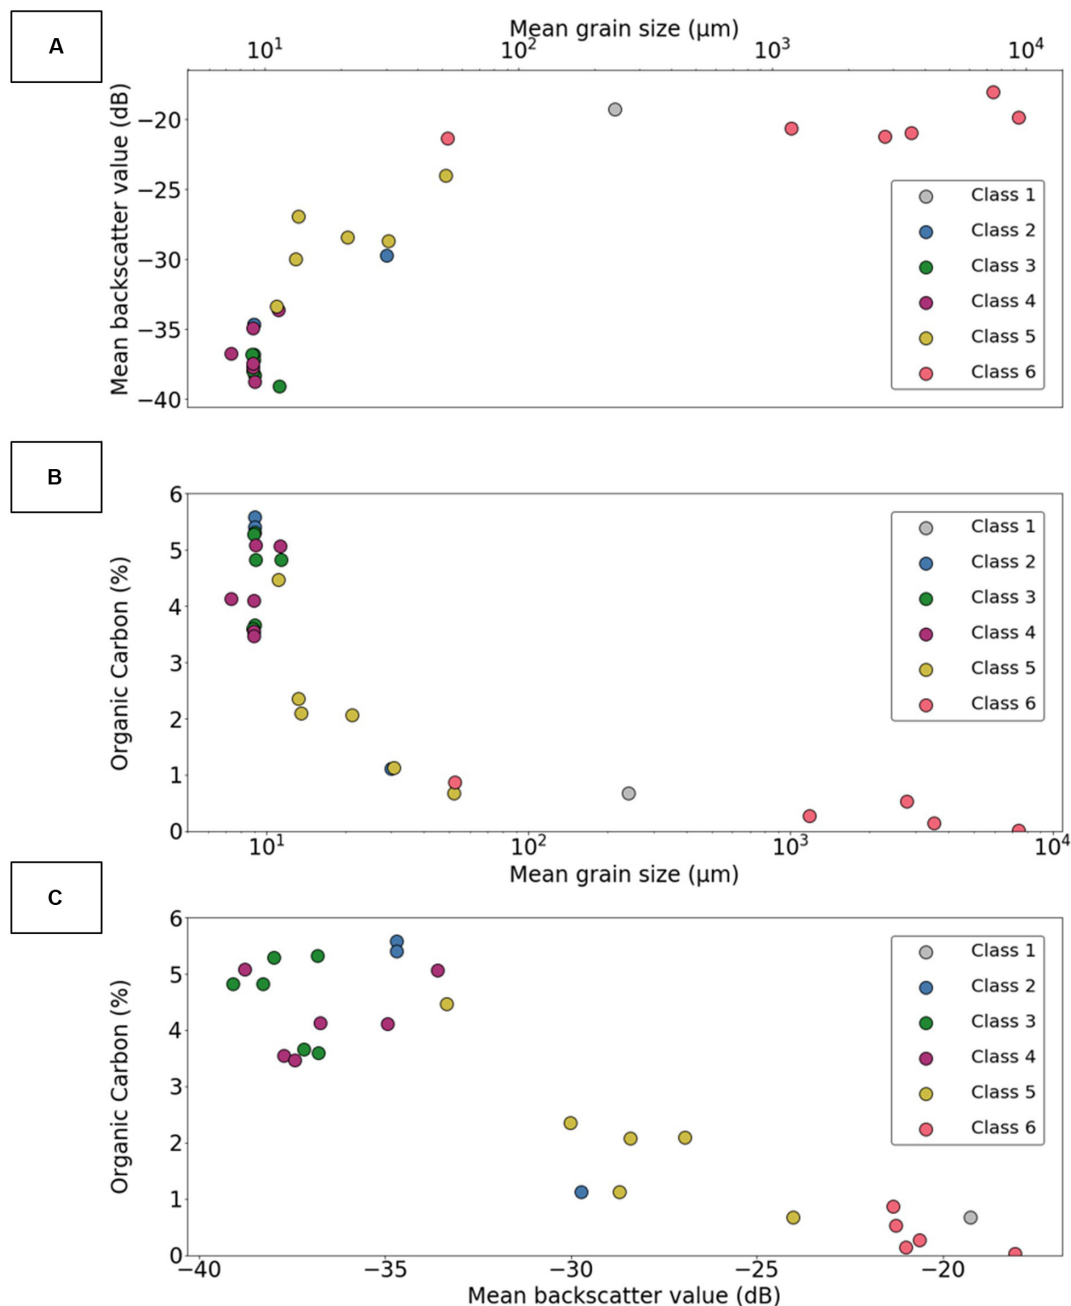 A
Mean grain size (μm)
10¹ 10² 10³ 10⁴
Mean backscatter value (dB)
−20
−25
−30
−35
−40
Class 1
Class 2
Class 3
Class 4
Class 5
Class 6
B
Organic Carbon (%)
6
5
4
3
2
1
0
Class 1
Class 2
Class 3
Class 4
Class 5
Class 6
10¹ 10² 10³ 10⁴
Mean grain size (μm)
C
Organic Carbon (%)
6
5
4
3
2
1
0
Class 1
Class 2
Class 3
Class 4
Class 5
Class 6
−40 −35 −30 −25 −20
Mean backscatter value (dB)